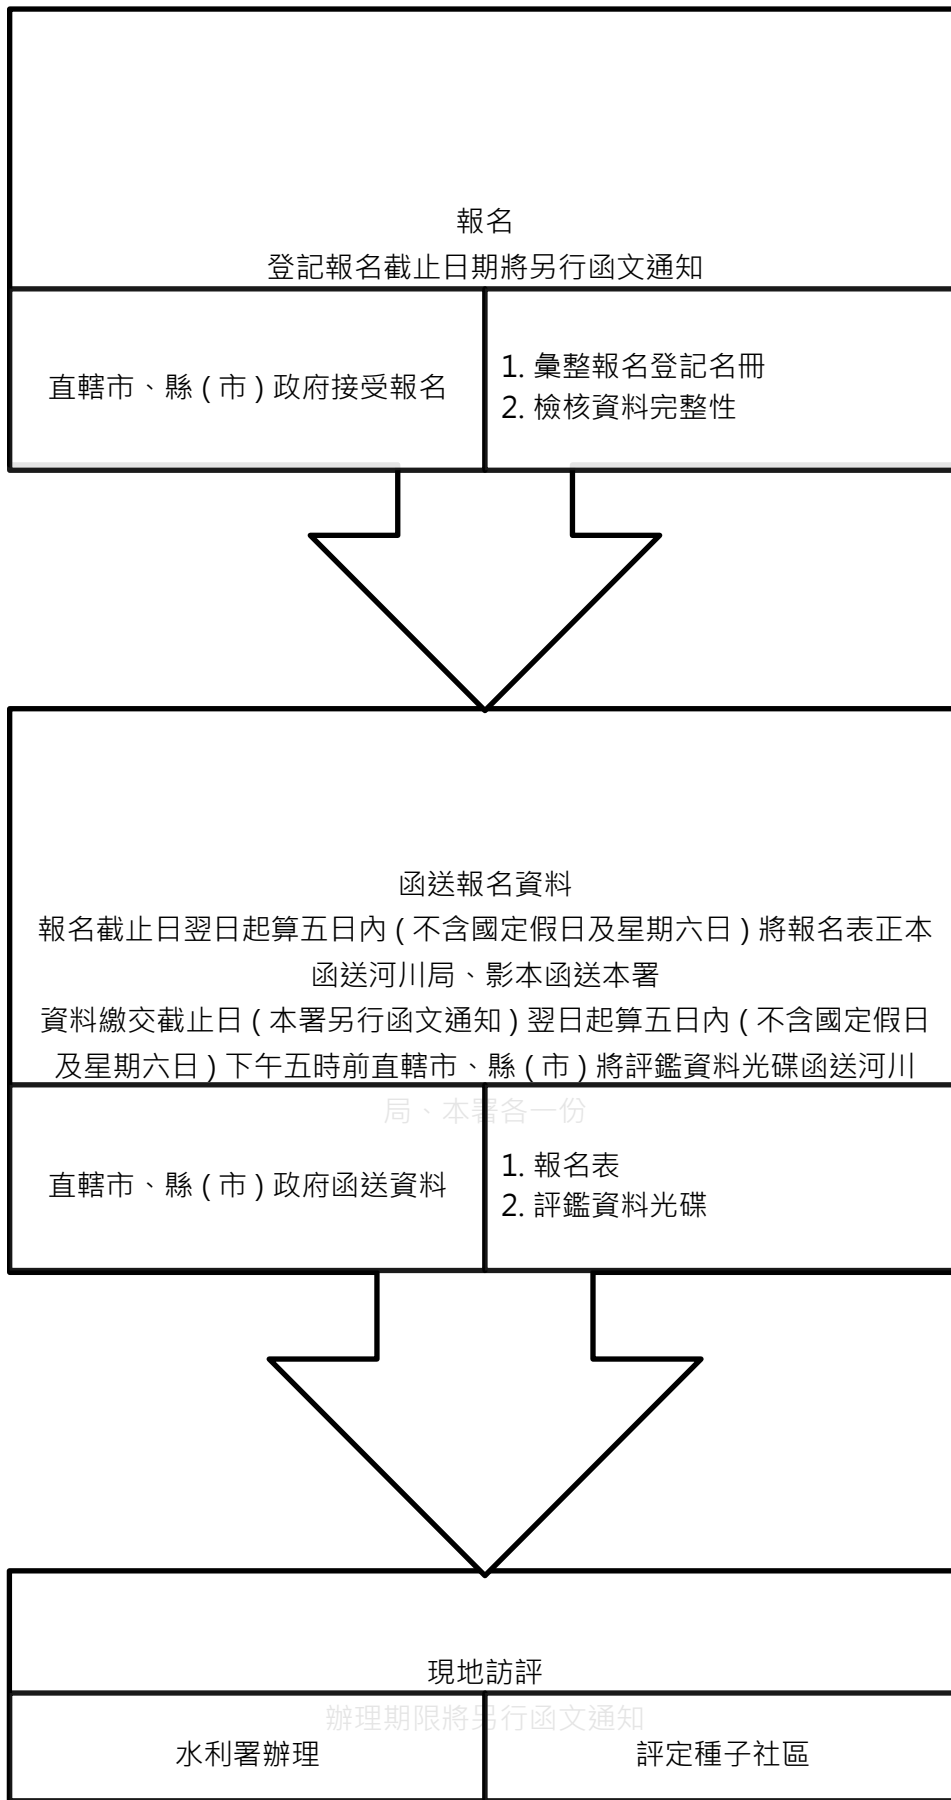 報名
登記報名截止日期將另行函文通知
直轄市、縣 ( 市 ) 政府接受報名
1. 彙整報名登記名冊
2. 檢核資料完整性
函送報名資料
報名截止日翌日起算五日內 ( 不含國定假日及星期六日 ) 將報名表正本
函送河川局、影本函送本署
資料繳交截止日 ( 本署另行函文通知 ) 翌日起算五日內 ( 不含國定假日
及星期六日 ) 下午五時前直轄市、縣 ( 市 ) 將評鑑資料光碟函送河川
局、本署各一份
直轄市、縣 ( 市 ) 政府函送資料
1. 報名表
2. 評鑑資料光碟
現地訪評
辦理期限將另行函文通知
水利署辦理
評定種子社區